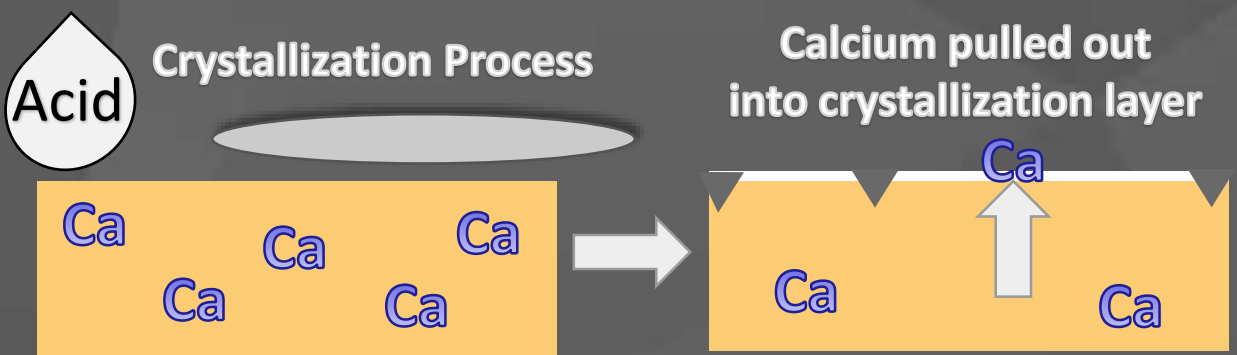 Acid
Crystallization Process
Ca
Ca
Ca
Ca
Ca
Calcium pulled out
into crystallization layer
Ca
Ca
Ca